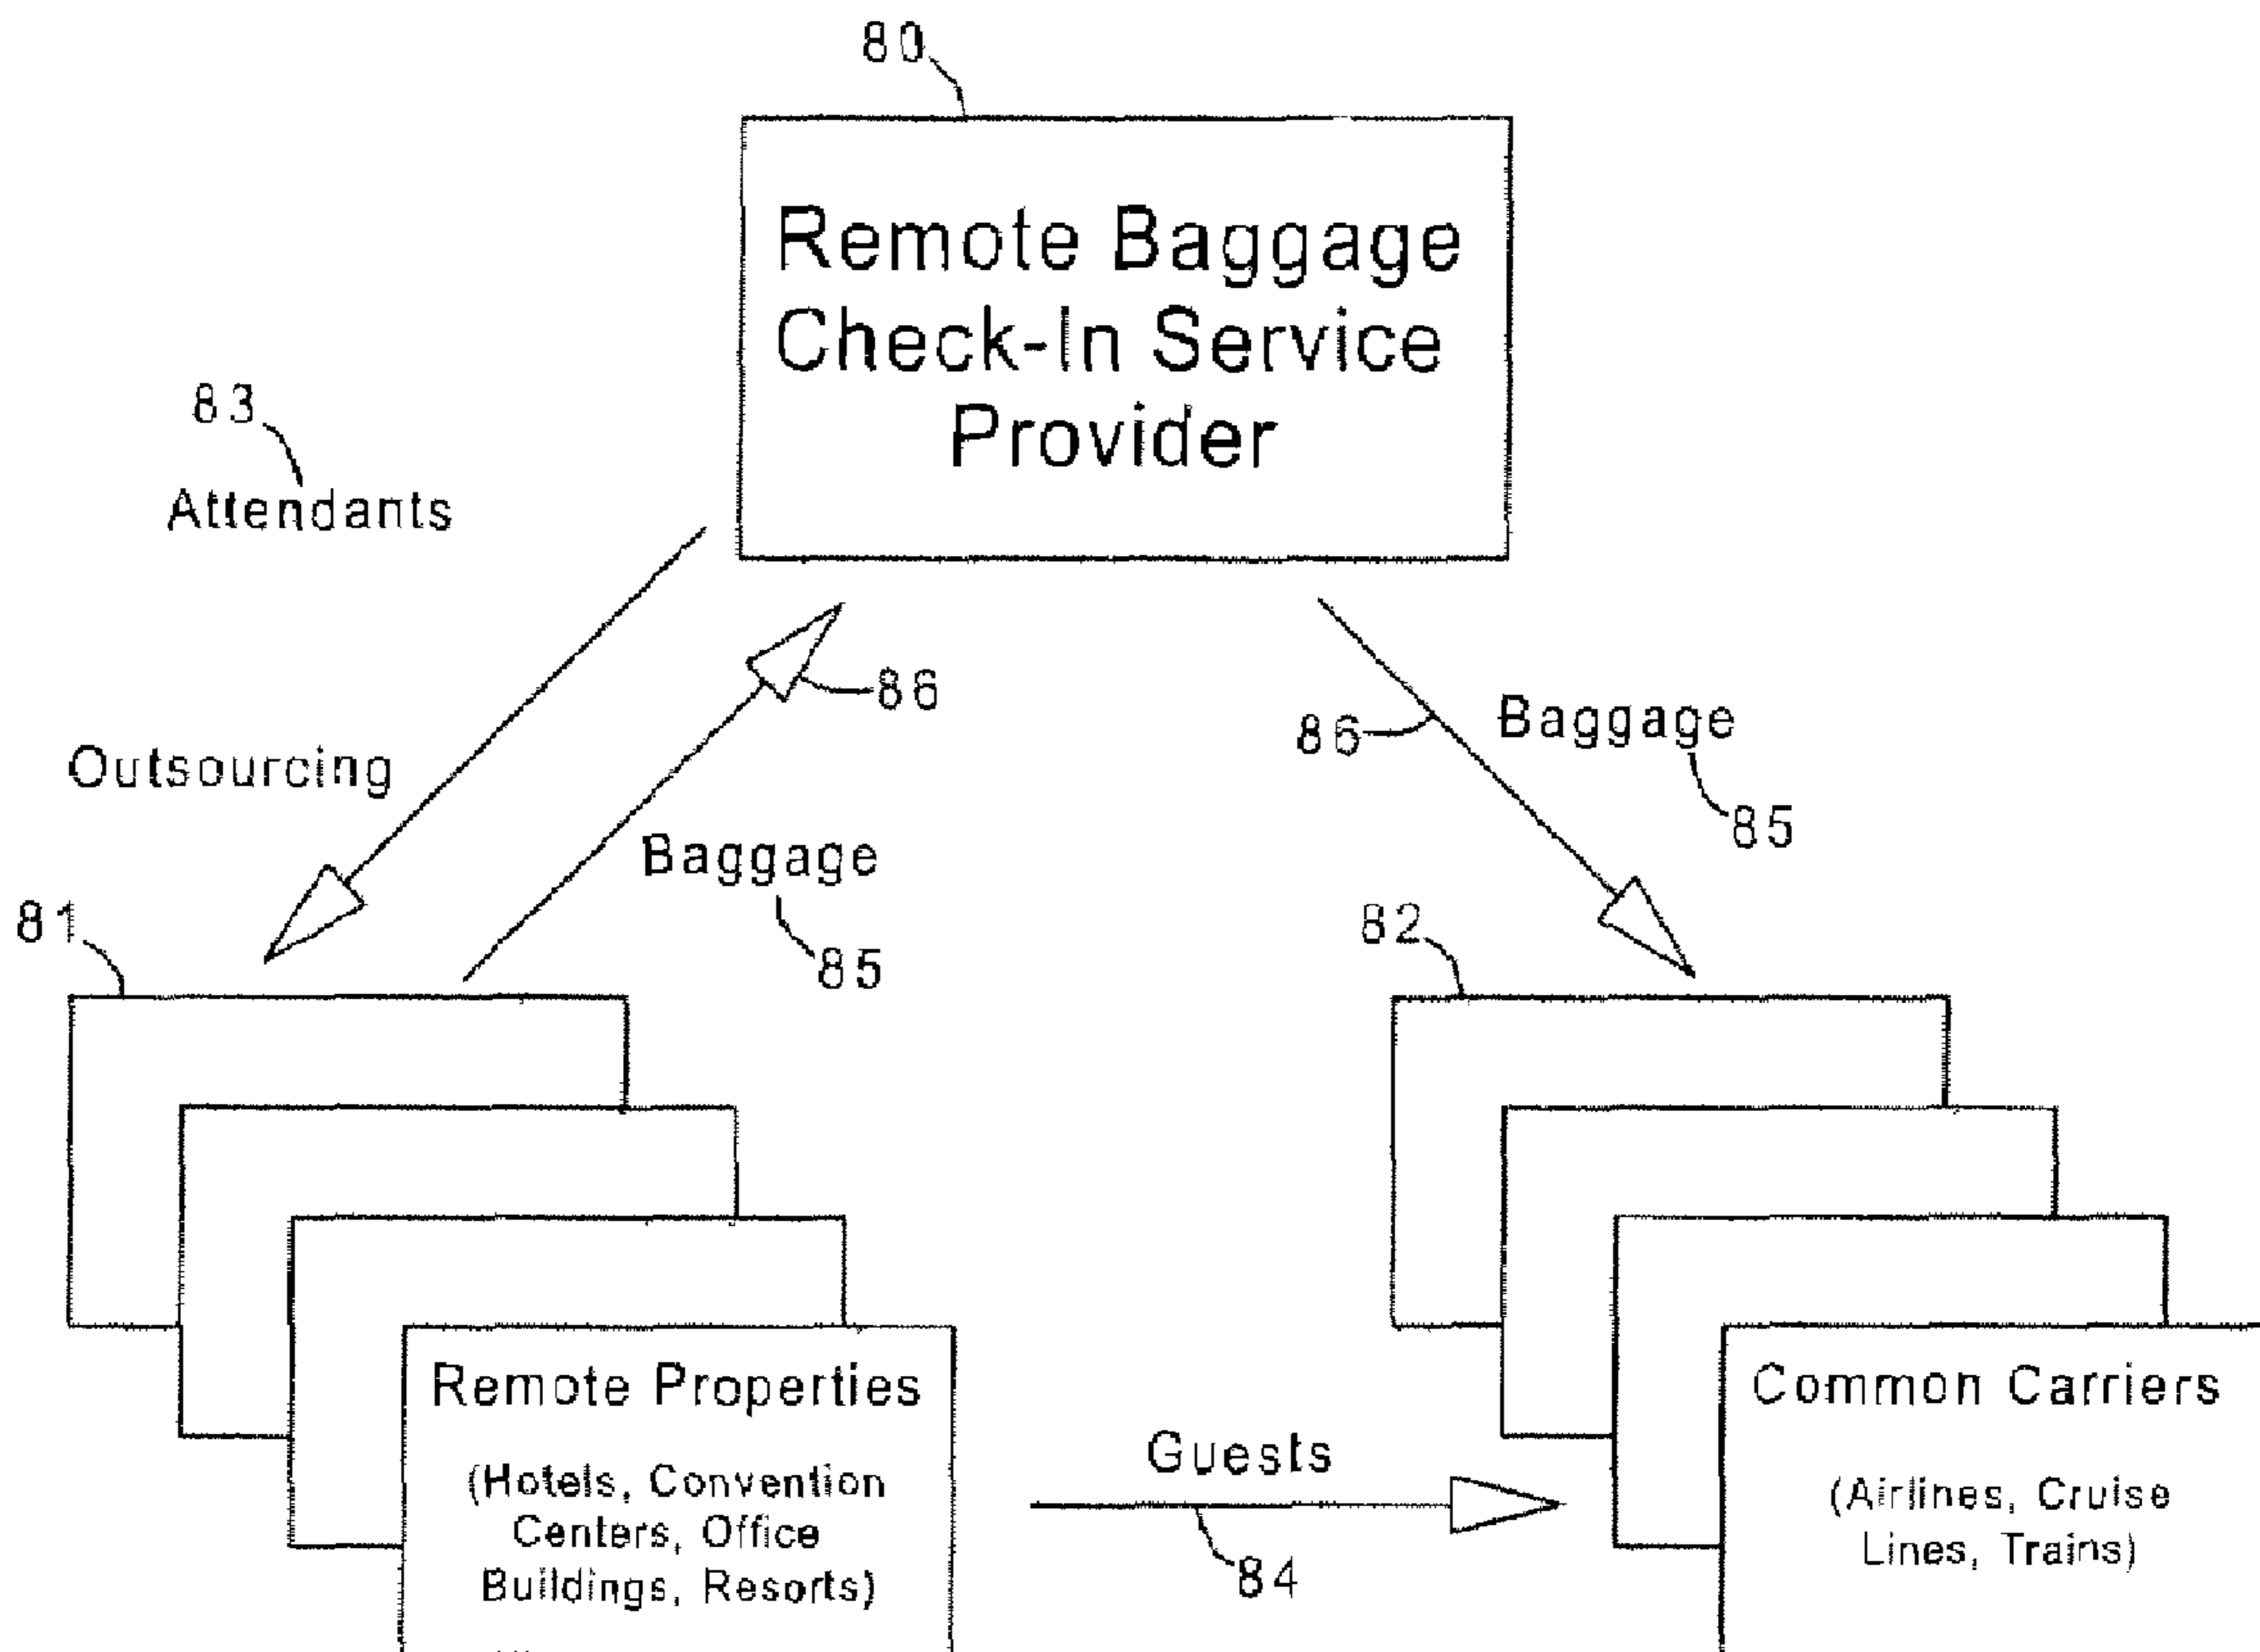 80
Remote Baggage
Check-In Service
Provider
83
Attendants
86
86
Baggage
Outsourcing
85
Baggage
81
85
82
Remote Properties
Common Carriers
Guests
(Hotels, Convention
(Airlines, Cruise
Centers, Office
Lines, Trains)
84
Buildings, Resorts)